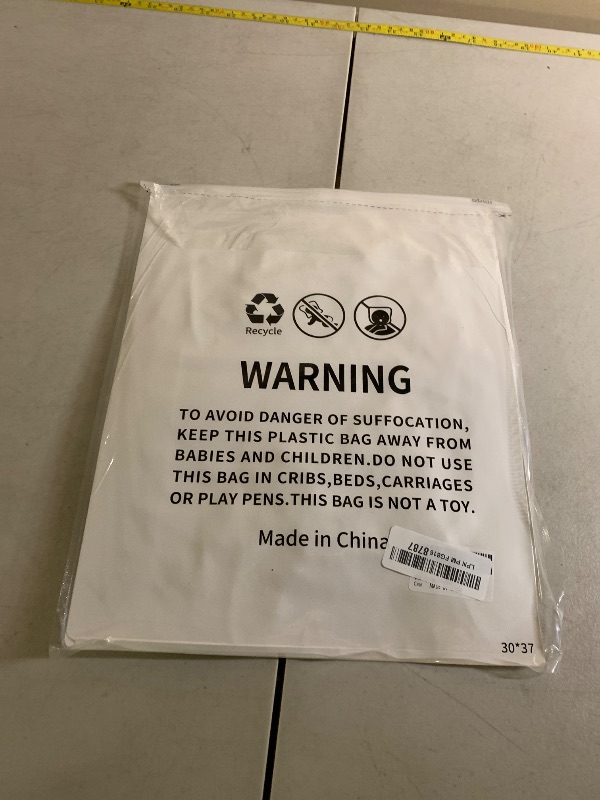 Recycle
WARNING
TO AVOID DANGER OF SUFFOCATION,
KEEP THIS PLASTIC BAG AWAY FROM
BABIES AND CHILDREN.DO NOT USE
THIS BAG IN CRIBS,BEDS,CARRIAGES
OR PLAY PENS.THIS BAG IS NOT A TOY.
Made in China
8787
30*37